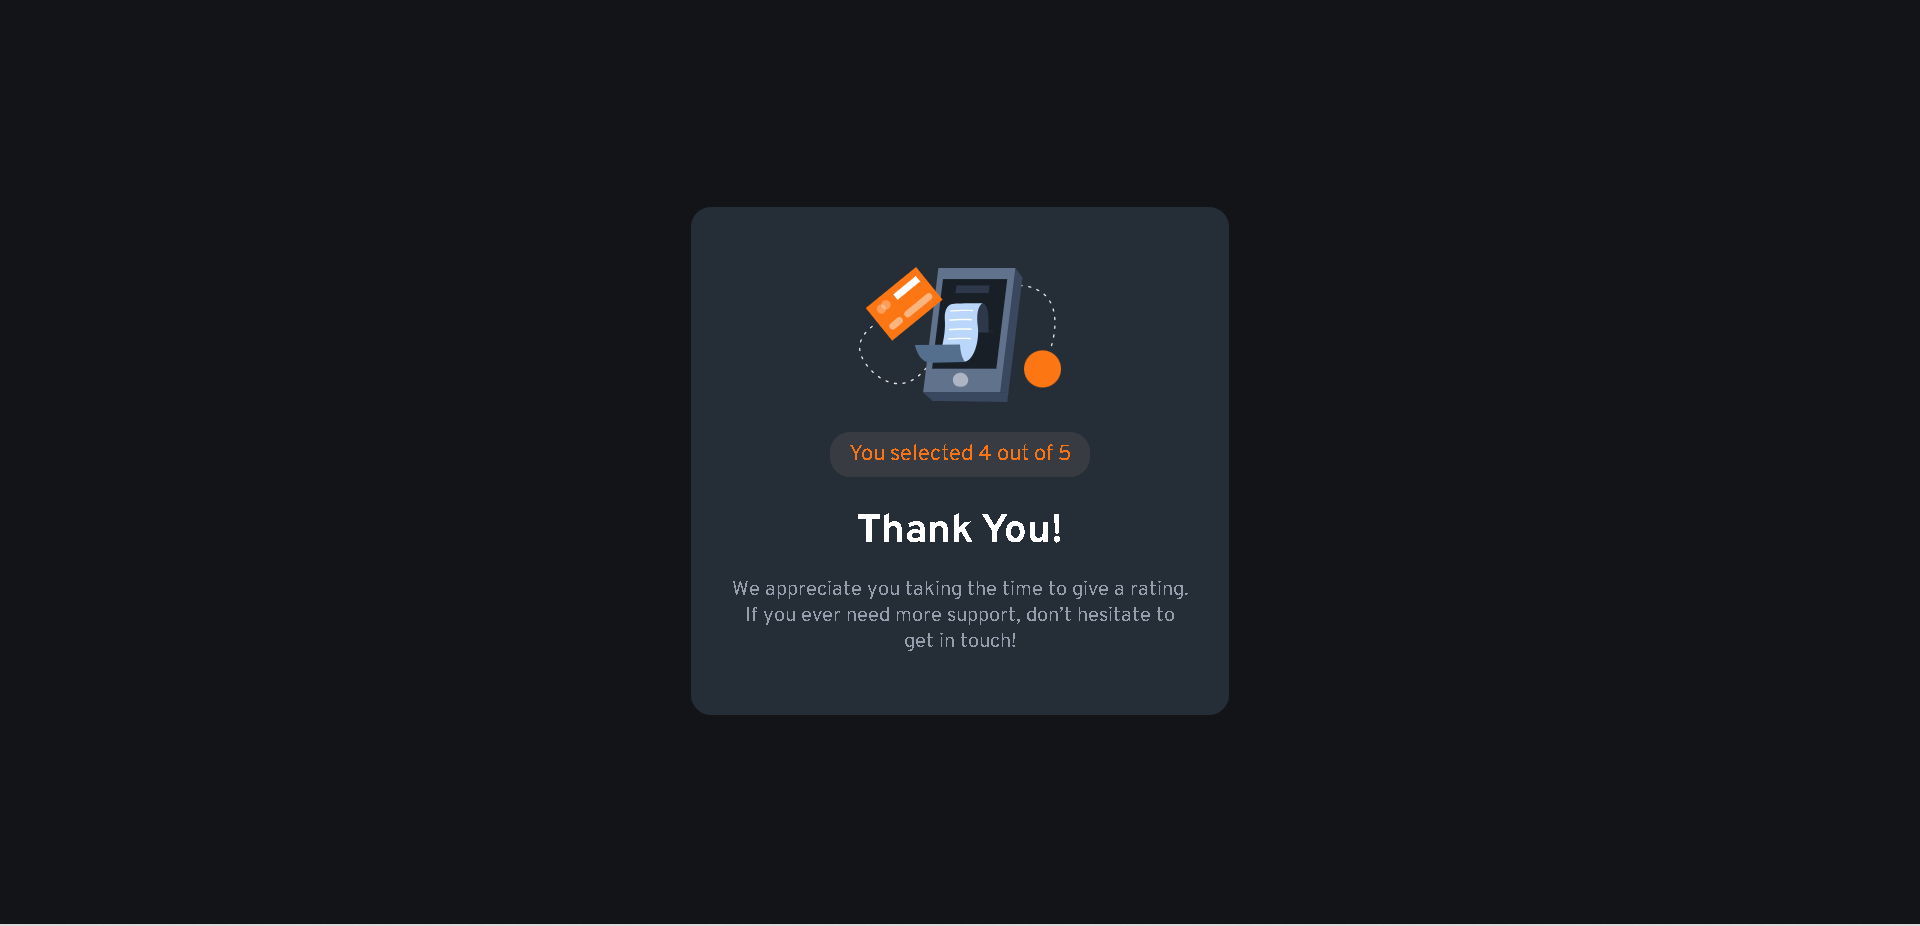 You selected 4 out of 5
Thank You!
We appreciate you taking the time to give a rating.
If you ever need more support, don’t hesitate to
get in touch!